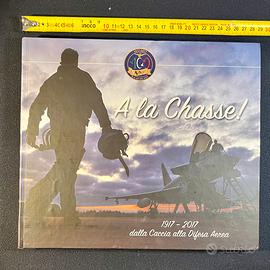 A la Chasse!
1917 - 2017
dalla Caccia alla Difesa Aerea